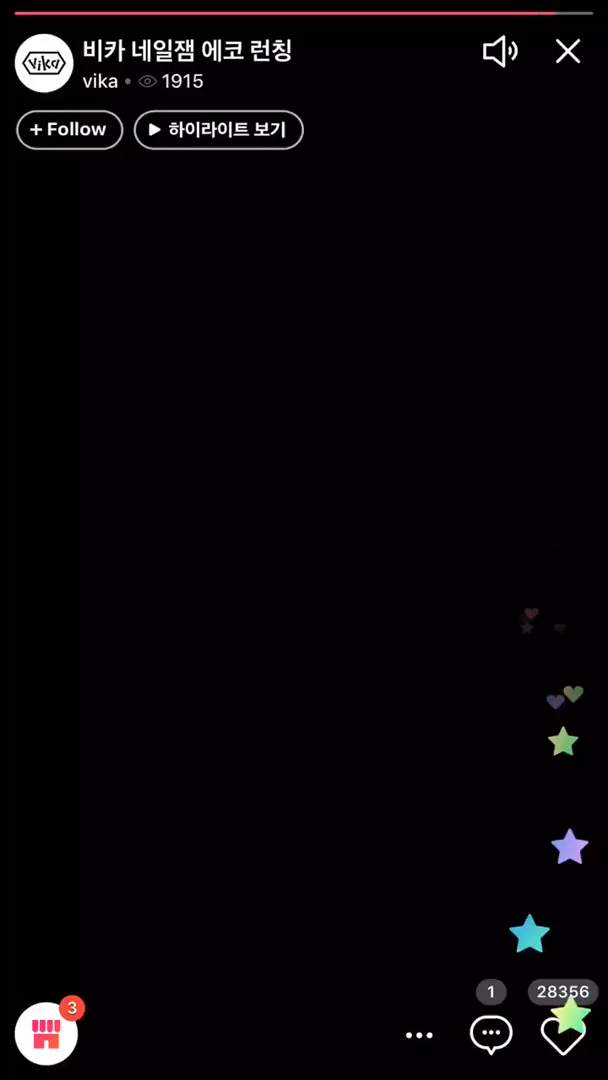 비카 네일잼 에코 런칭
vika
vika • 1915
+ Follow
하이라이트 보기
1
28356
3